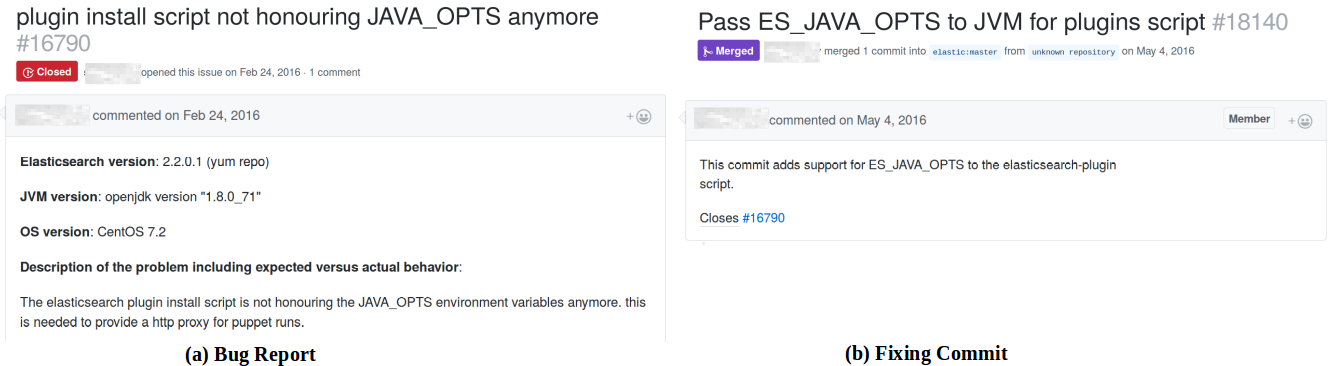 plugin install script not honouring JAVA_OPTS anymore
#16790
Closed
opened this issue on Feb 24, 2016 · 1 comment
commented on Feb 24, 2016
Elasticsearch version: 2.2.0.1 (yum repo)
JVM version: openjdk version "1.8.0_71"
OS version: CentOS 7.2
Description of the problem including expected versus actual behavior:
The elasticsearch plugin install script is not honouring the JAVA_OPTS environment variables anymore. this
is needed to provide a http proxy for puppet runs.
(a) Bug Report
Pass ES_JAVA_OPTS to JVM for plugins script #18140
Merged
merged 1 commit into elastic:master from unknown repository on May 4, 2016
commented on May 4, 2016
Member
This commit adds support for ES_JAVA_OPTS to the elasticsearch-plugin
script.
Closes #16790
(b) Fixing Commit